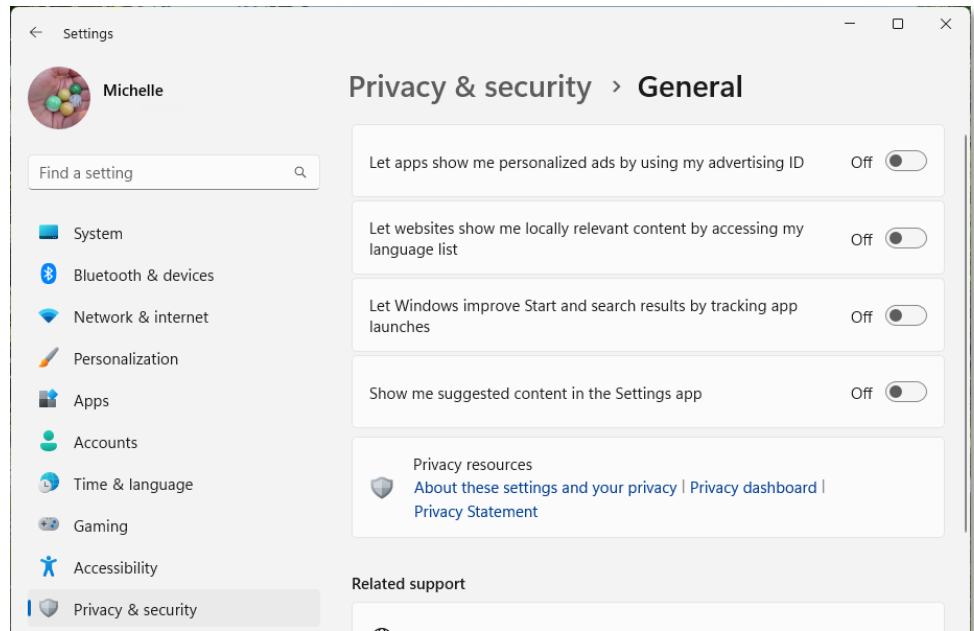 Settings
Michelle
Find a setting
System
Bluetooth & devices
Network & internet
Personalization
Apps
Accounts
Time & language
Gaming
Accessibility
Privacy & security
Privacy & security › General
Let apps show me personalized ads by using my advertising ID Off
Let websites show me locally relevant content by accessing my
language list Off
Let Windows improve Start and search results by tracking app
launches Off
Show me suggested content in the Settings app Off
Privacy resources
About these settings and your privacy | Privacy dashboard |
Privacy Statement
Related support